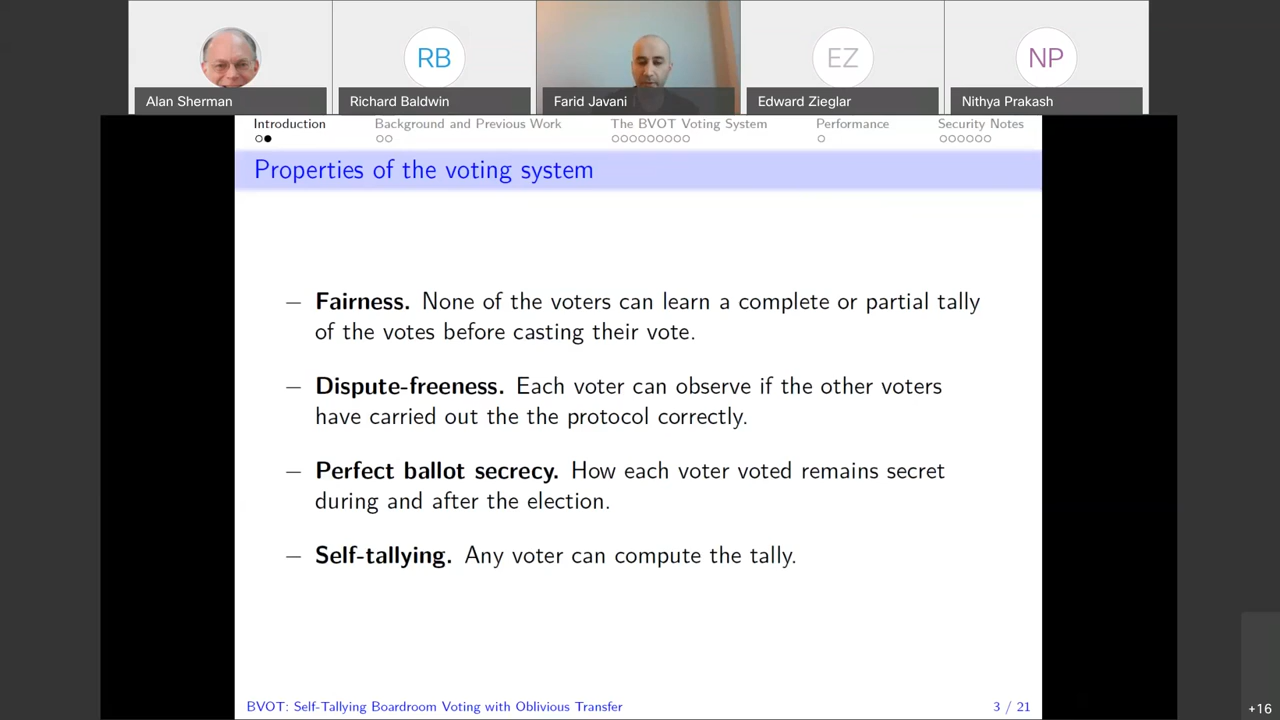 RB
EZ
NP
Alan Sherman
Richard Baldwin
Farid Javani
Edward Zieglar
Nithya Prakash
Introduction
Background and Previous Work
The BVOT Voting System
Performance
Security Notes
Properties of the voting system
– Fairness. None of the voters can learn a complete or partial tally
of the votes before casting their vote.
– Dispute-freeness. Each voter can observe if the other voters
have carried out the the protocol correctly.
– Perfect ballot secrecy. How each voter voted remains secret
during and after the election.
– Self-tallying. Any voter can compute the tally.
BVOT: Self-Tallying Boardroom Voting with Oblivious Transfer
3 / 21
+16